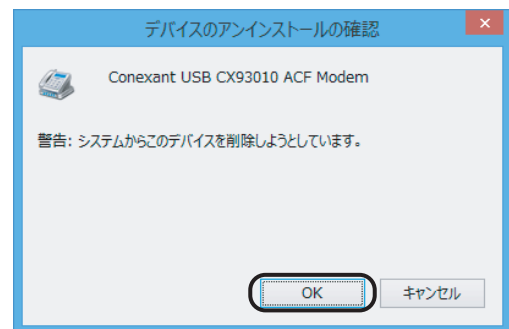 デバイスのアンインストールの確認
Conexant USB CX93010 ACF Modem
警告: システムからこのデバイスを削除しようとしています。
OK
キャンセル